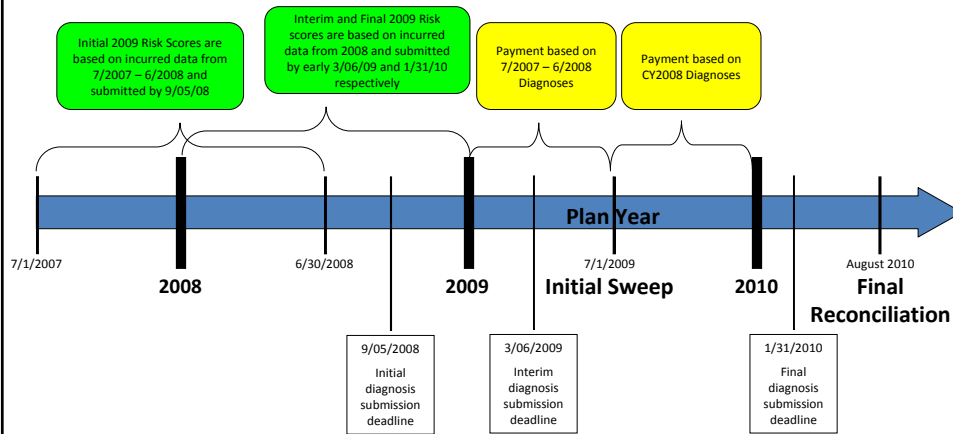 Initial 2009 Risk Scores are
based on incurred data from
7/2007 – 6/2008 and
submitted by 9/05/08
Interim and Final 2009 Risk
scores are based on incurred
data from 2008 and submitted
by early 3/06/09 and 1/31/10
respectively
Payment based on
7/2007 – 6/2008
Diagnoses
Payment based on
CY2008 Diagnoses
Plan Year
7/1/2007
2008
6/30/2008
2009
7/1/2009
Initial Sweep
2010
August 2010
Final
Reconciliation
9/05/2008
Initial
diagnosis
submission
deadline
3/06/2009
Interim
diagnosis
submission
deadline
1/31/2010
Final
diagnosis
submission
deadline